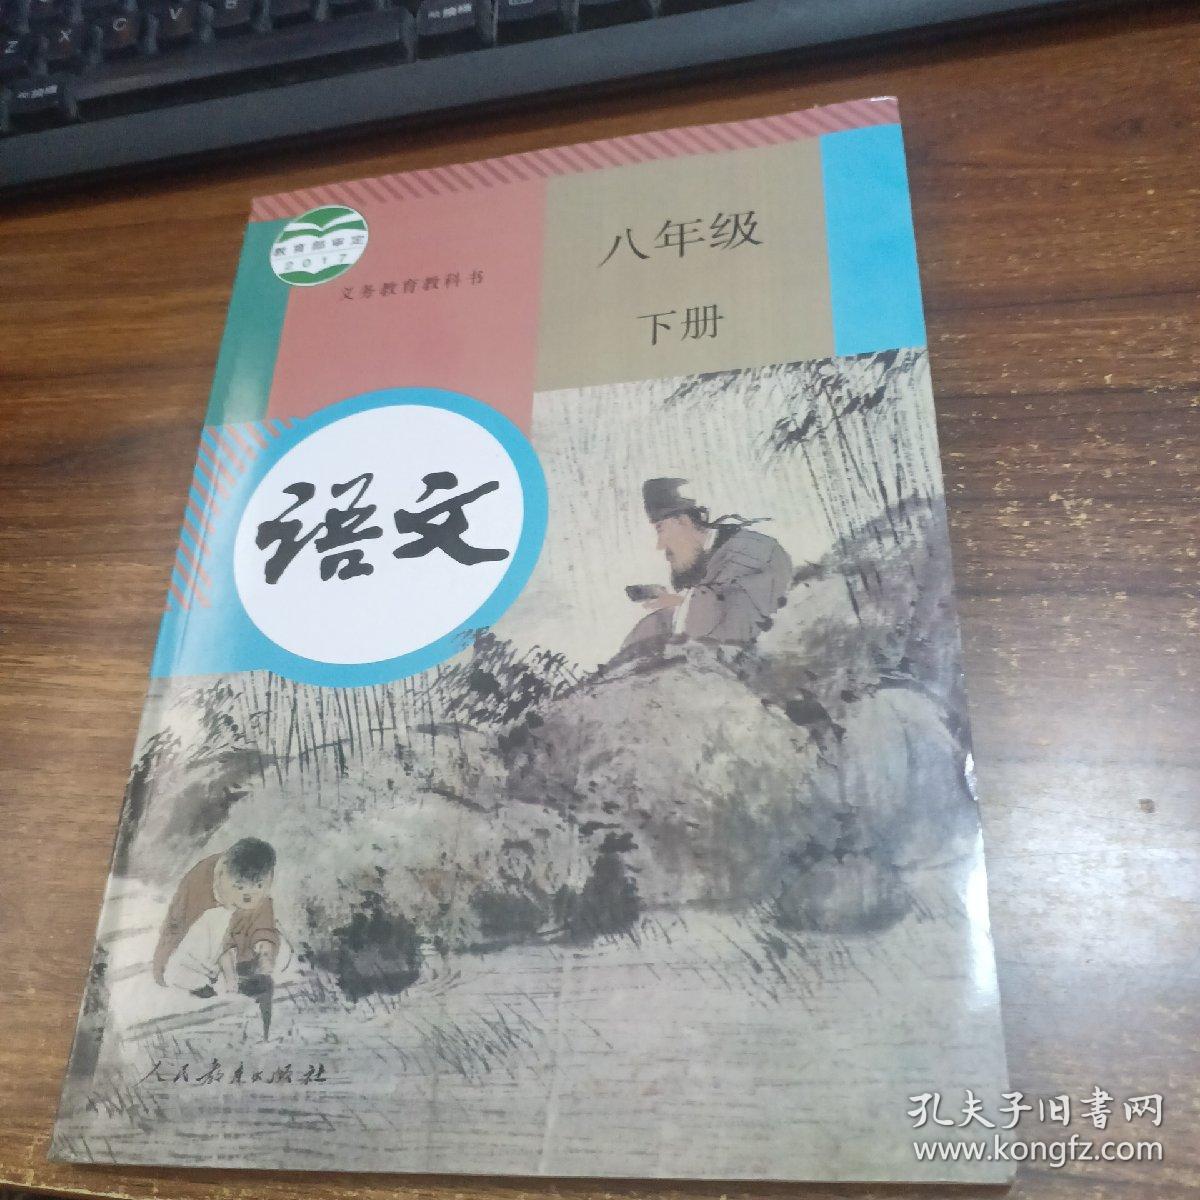 Z X C V
教育部审定
2017
义务教育教科书
八年级
下册
语文
人民教育出版社
孔夫子旧书网
www.kongfz.com